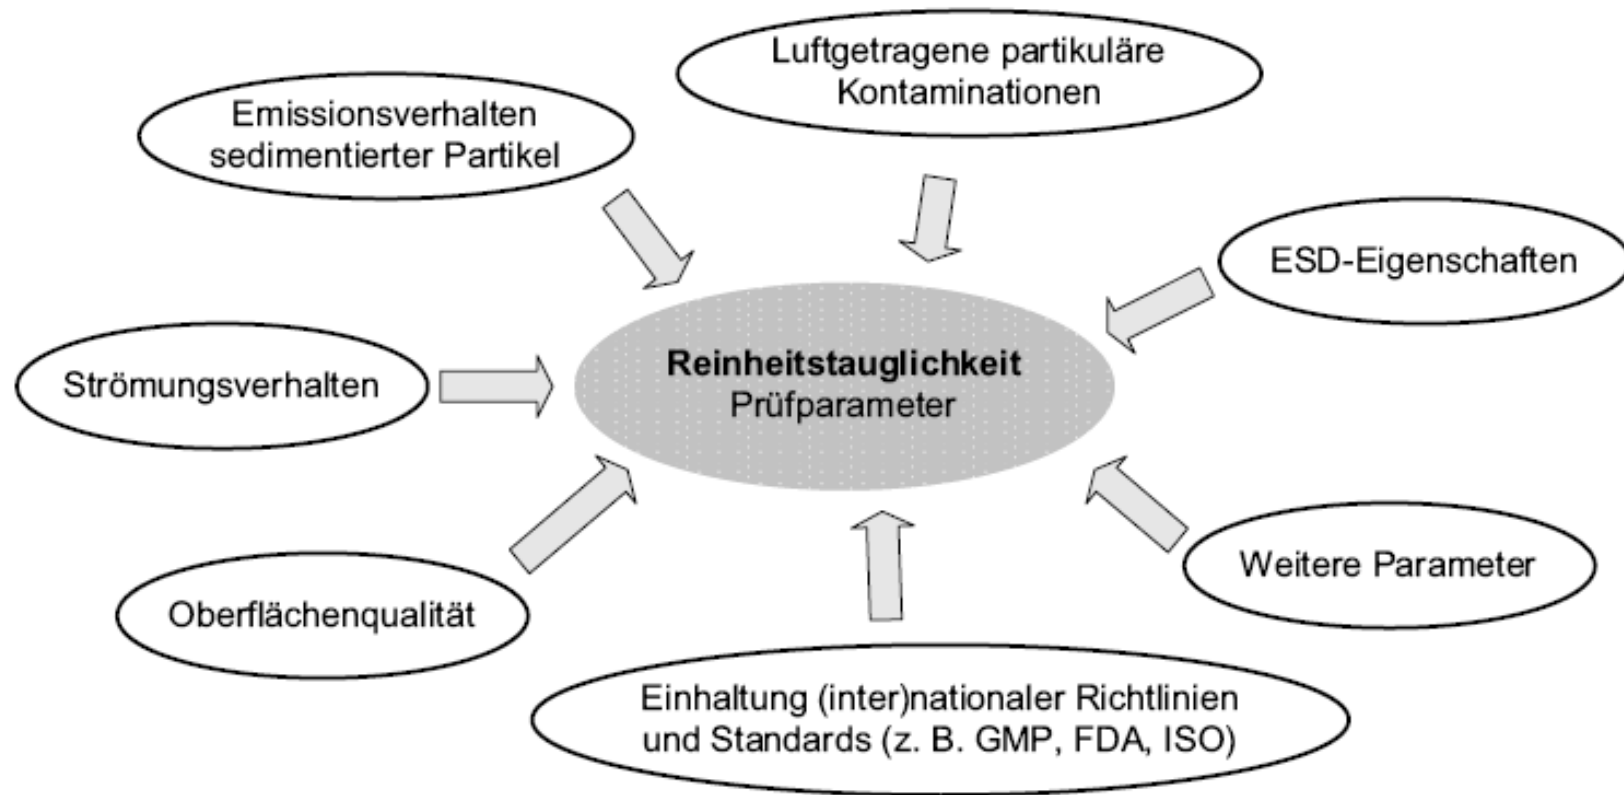 Luftgetragene partikuläre
Kontaminationen
Emissionsverhalten
sedimentierter Partikel
ESD-Eigenschaften
Reinheitstauglichkeit
Prüfparameter
Strömungsverhalten
Weitere Parameter
Oberflächenqualität
Einhaltung (inter)nationaler Richtlinien
und Standards (z. B. GMP, FDA, ISO)